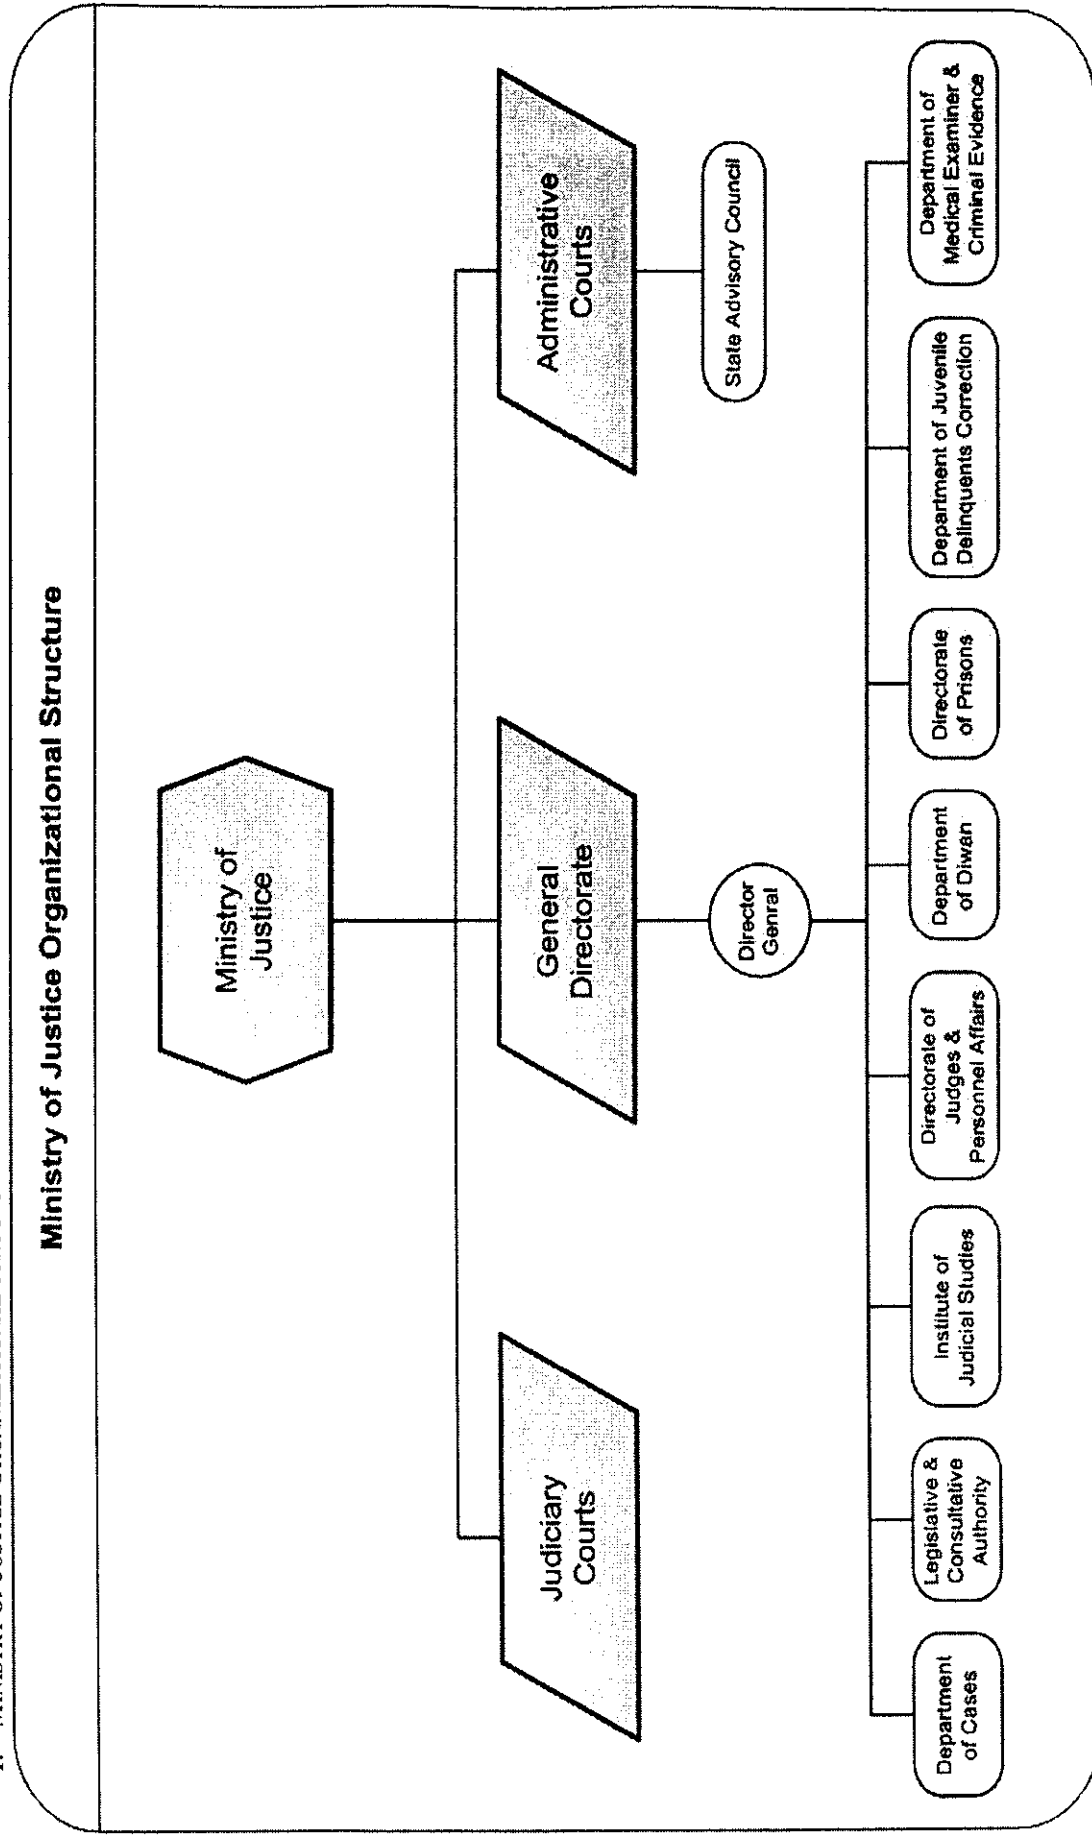 Ministry of Justice Organizational Structure
Ministry of
Justice
Judiciary
Courts
General
Directorate
Administrative
Courts
Director
Genral
State Advisory Council
Department
of Cases
Legislative &
Consultative
Authority
Institute of
Judicial Studies
Directorate of
Judges &
Personnel Affairs
Department
of Diwan
Directorate
of Prisons
Department of Juvenile
Delinquents Correction
Department of
Medical Examiner &
Criminal Evidence